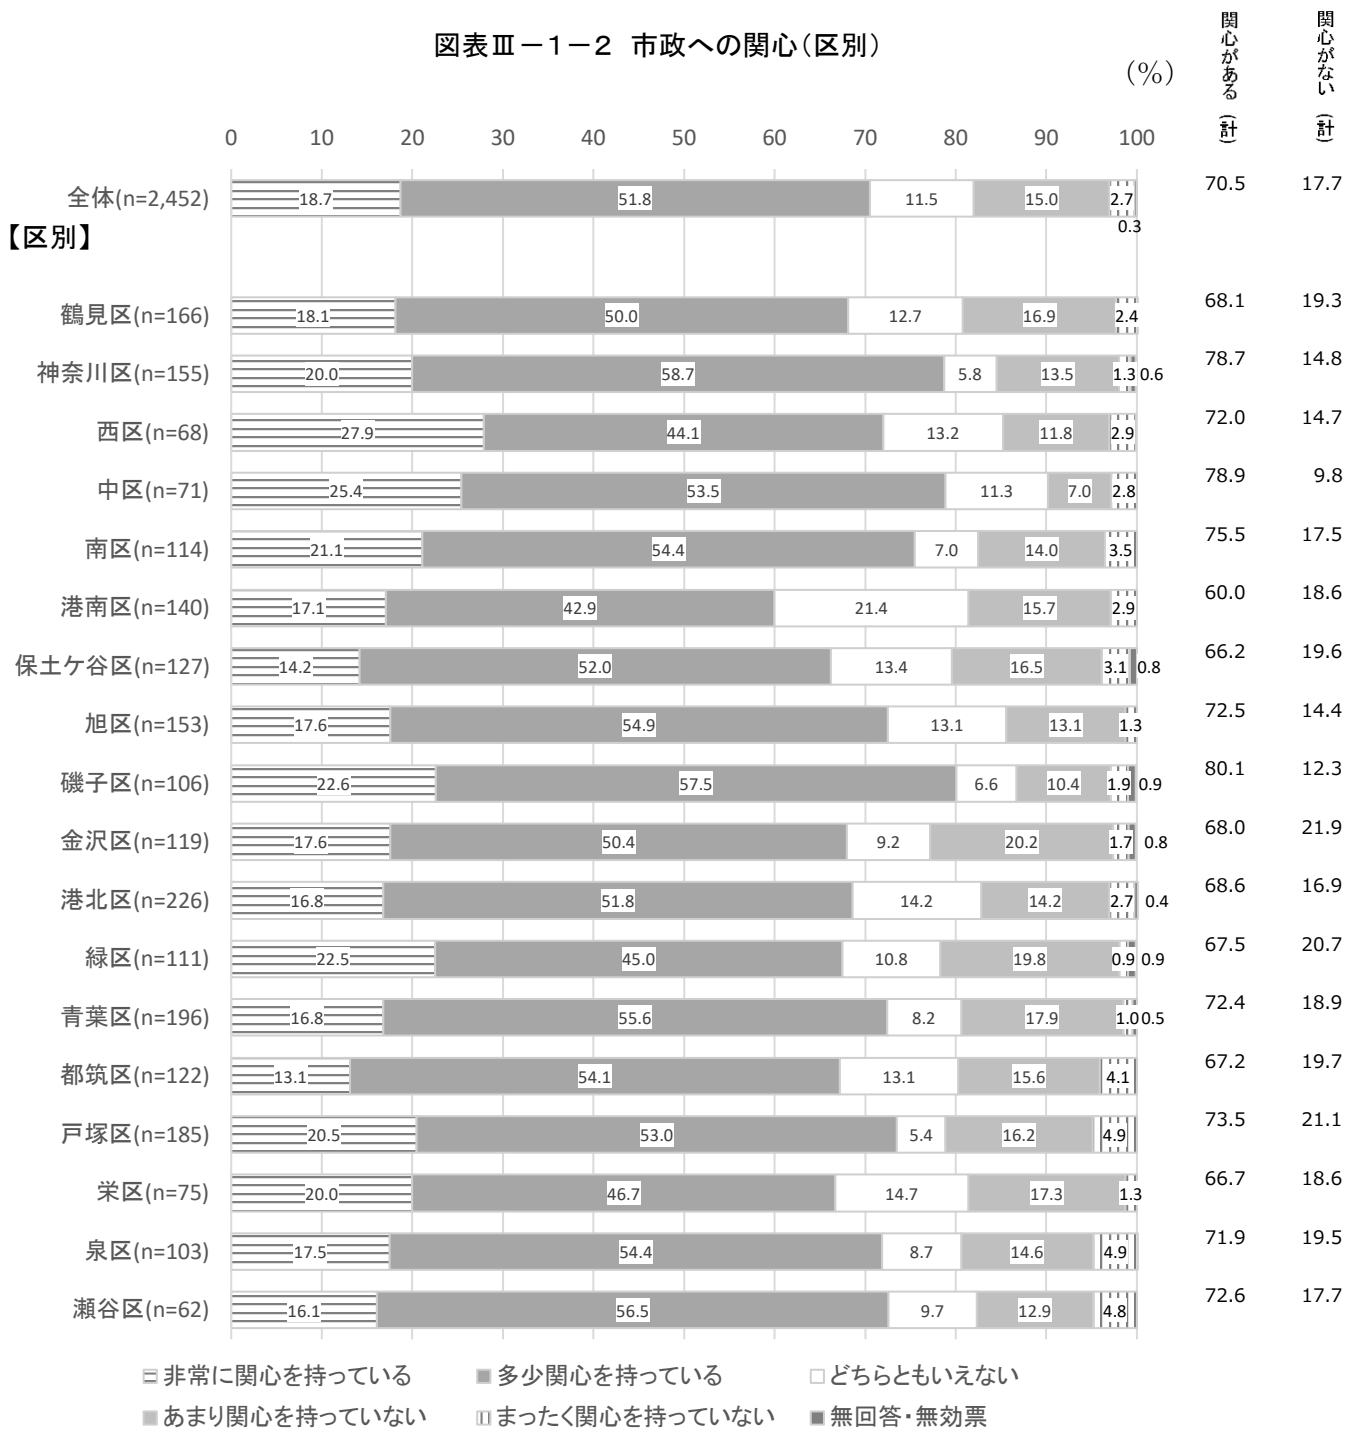 図表Ⅲ－１－２ 市政への関心（区別）
(%)
関心がある（計）
関心がない（計）
0 10 20 30 40 50 60 70 80 90 100
全体(n=2,452) 18.7 51.8 11.5 15.0 2.7 0.3 70.5 17.7
【区別】
鶴見区(n=166) 18.1 50.0 12.7 16.9 2.4 68.1 19.3
神奈川区(n=155) 20.0 58.7 5.8 13.5 1.3 0.6 78.7 14.8
西区(n=68) 27.9 44.1 13.2 11.8 2.9 72.0 14.7
中区(n=71) 25.4 53.5 11.3 7.0 2.8 78.9 9.8
南区(n=114) 21.1 54.4 7.0 14.0 3.5 75.5 17.5
港南区(n=140) 17.1 42.9 21.4 15.7 2.9 60.0 18.6
保土ケ谷区(n=127) 14.2 52.0 13.4 16.5 3.1 0.8 66.2 19.6
旭区(n=153) 17.6 54.9 13.1 13.1 1.3 72.5 14.4
磯子区(n=106) 22.6 57.5 6.6 10.4 1.9 0.9 80.1 12.3
金沢区(n=119) 17.6 50.4 9.2 20.2 1.7 0.8 68.0 21.9
港北区(n=226) 16.8 51.8 14.2 14.2 2.7 0.4 68.6 16.9
緑区(n=111) 22.5 45.0 10.8 19.8 0.9 0.9 67.5 20.7
青葉区(n=196) 16.8 55.6 8.2 17.9 1.0 0.5 72.4 18.9
都筑区(n=122) 13.1 54.1 13.1 15.6 4.1 67.2 19.7
戸塚区(n=185) 20.5 53.0 5.4 16.2 4.9 73.5 21.1
栄区(n=75) 20.0 46.7 14.7 17.3 1.3 66.7 18.6
泉区(n=103) 17.5 54.4 8.7 14.6 4.9 71.9 19.5
瀬谷区(n=62) 16.1 56.5 9.7 12.9 4.8 72.6 17.7
非常に関心を持っている 多少関心を持っている どちらともいえない
あまり関心を持っていない まったく関心を持っていない 無回答・無効票